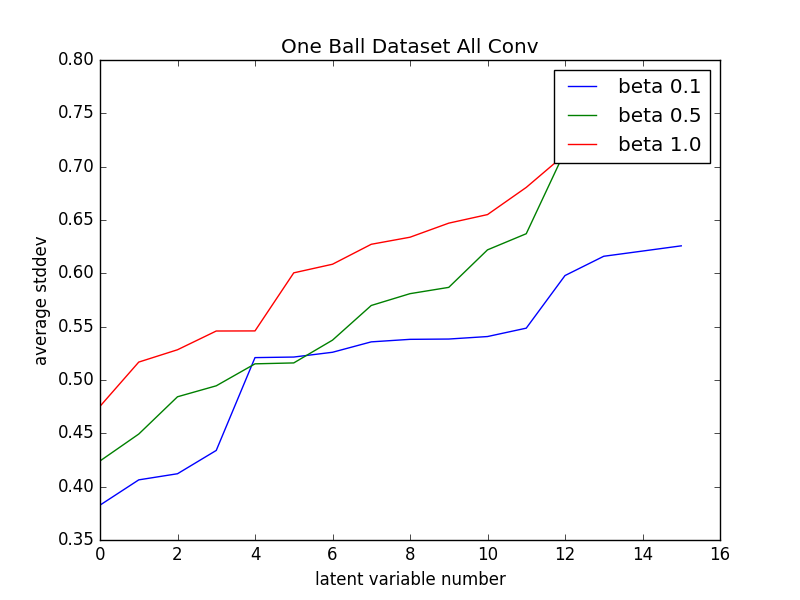 One Ball Dataset All Conv
0.80
0.75
0.70
0.65
0.60
0.55
0.50
0.45
0.40
0.35
average stddev
beta 0.1
beta 0.5
beta 1.0
0 2 4 6 8 10 12 14 16
latent variable number